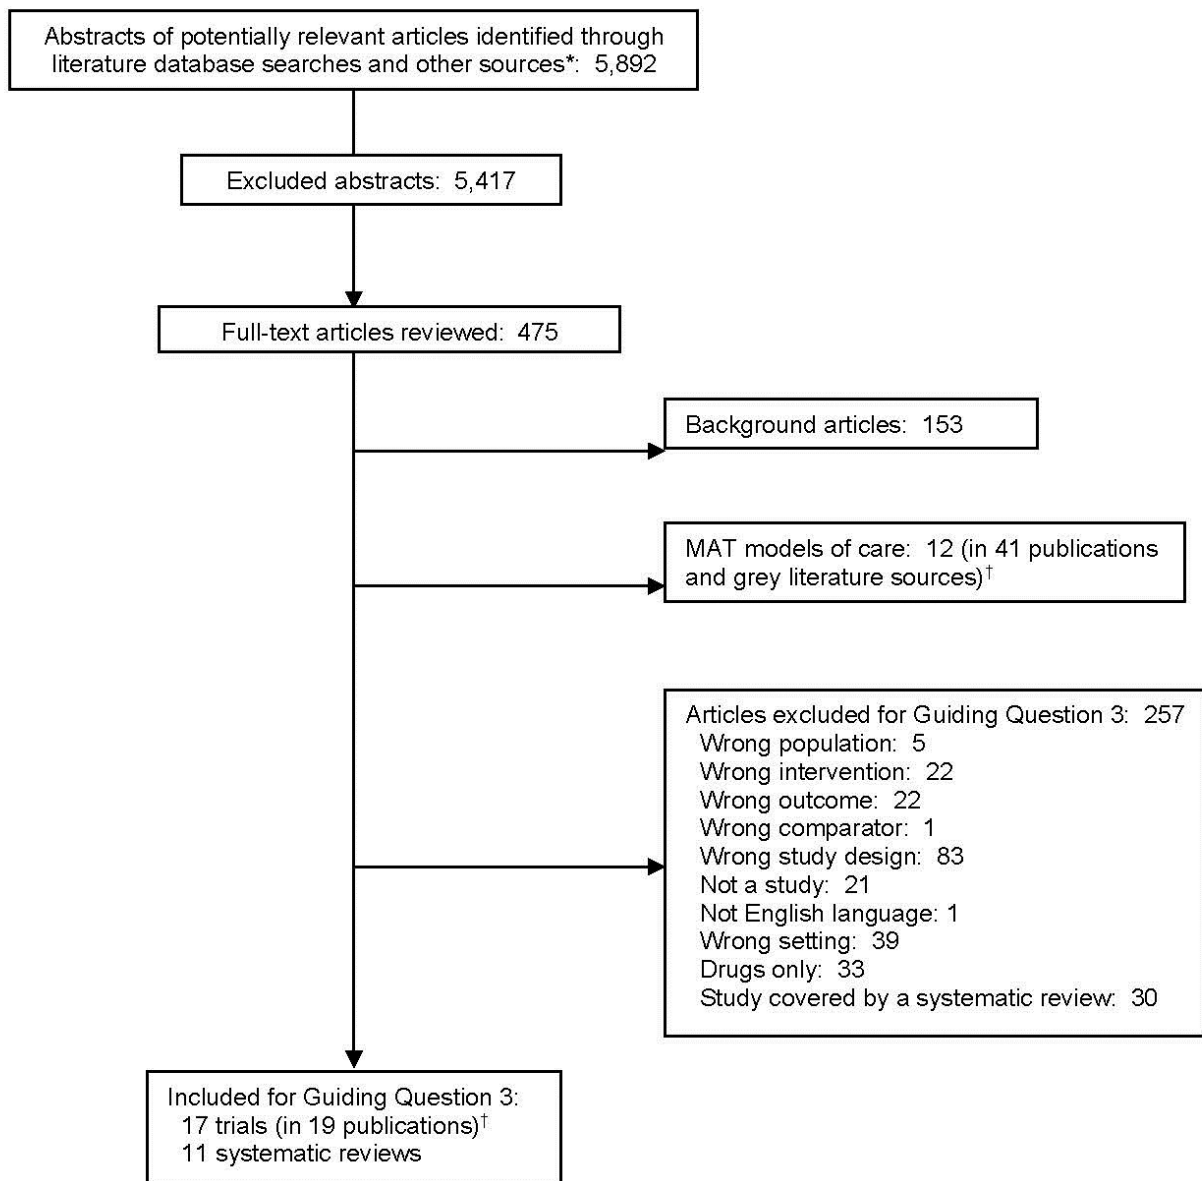 Abstracts of potentially relevant articles identified through
literature database searches and other sources*: 5,892
Excluded abstracts: 5,417
Full-text articles reviewed: 475
Background articles: 153
MAT models of care: 12 (in 41 publications
and grey literature sources)†
Articles excluded for Guiding Question 3: 257
Wrong population: 5
Wrong intervention: 22
Wrong outcome: 22
Wrong comparator: 1
Wrong study design: 83
Not a study: 21
Not English language: 1
Wrong setting: 39
Drugs only: 33
Study covered by a systematic review: 30
Included for Guiding Question 3:
17 trials (in 19 publications)†
11 systematic reviews